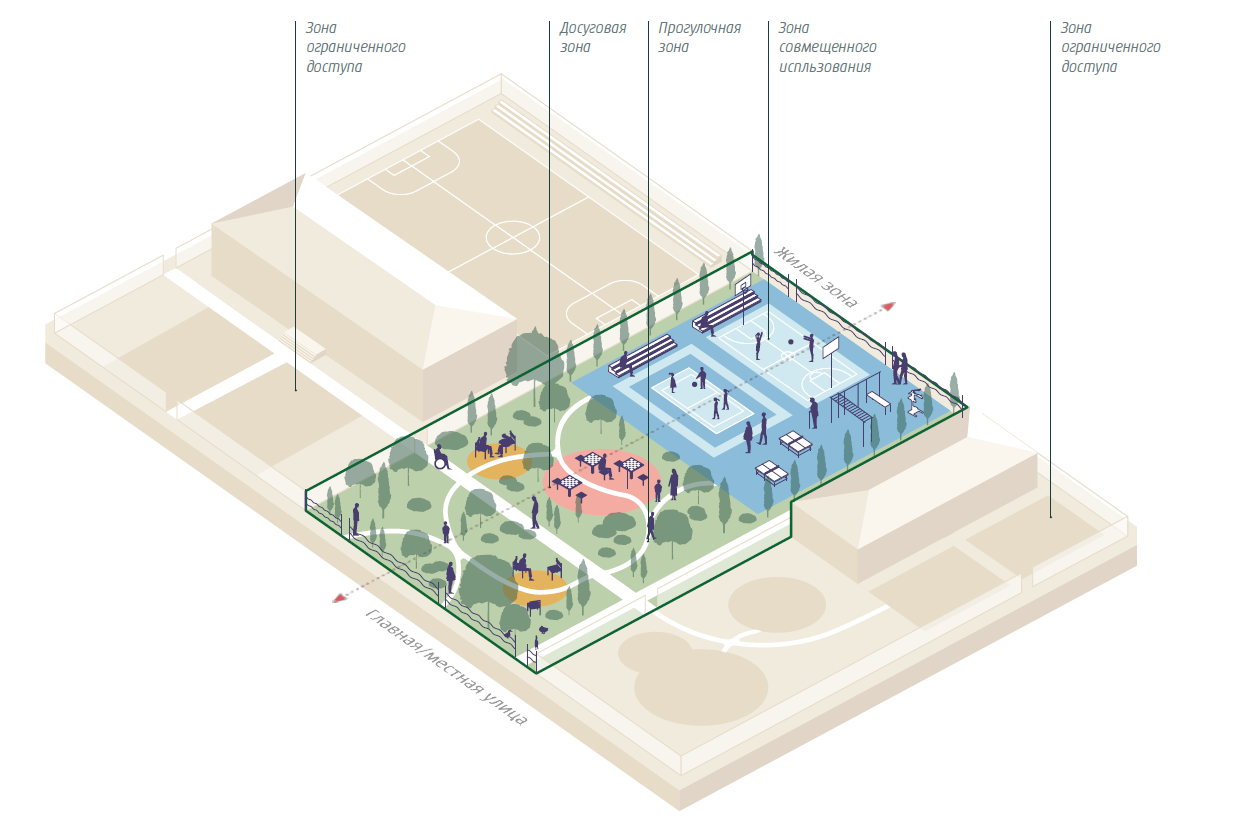 Зона
ограниченного
доступа
Досуговая
зона
Прогулочная
зона
Зона
совмещенного
испльзования
Зона
ограниченного
доступа
Жилая зона
Главная/местная улица